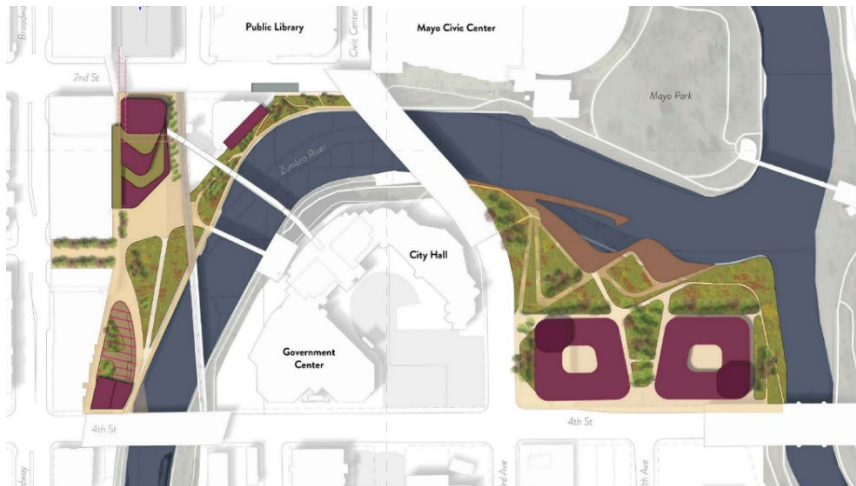 Broadway
Public Library
Civic Center
Mayo Civic Center
2nd St
Mayo Park
Zumbro River
City Hall
Government
Center
4th St
4th St